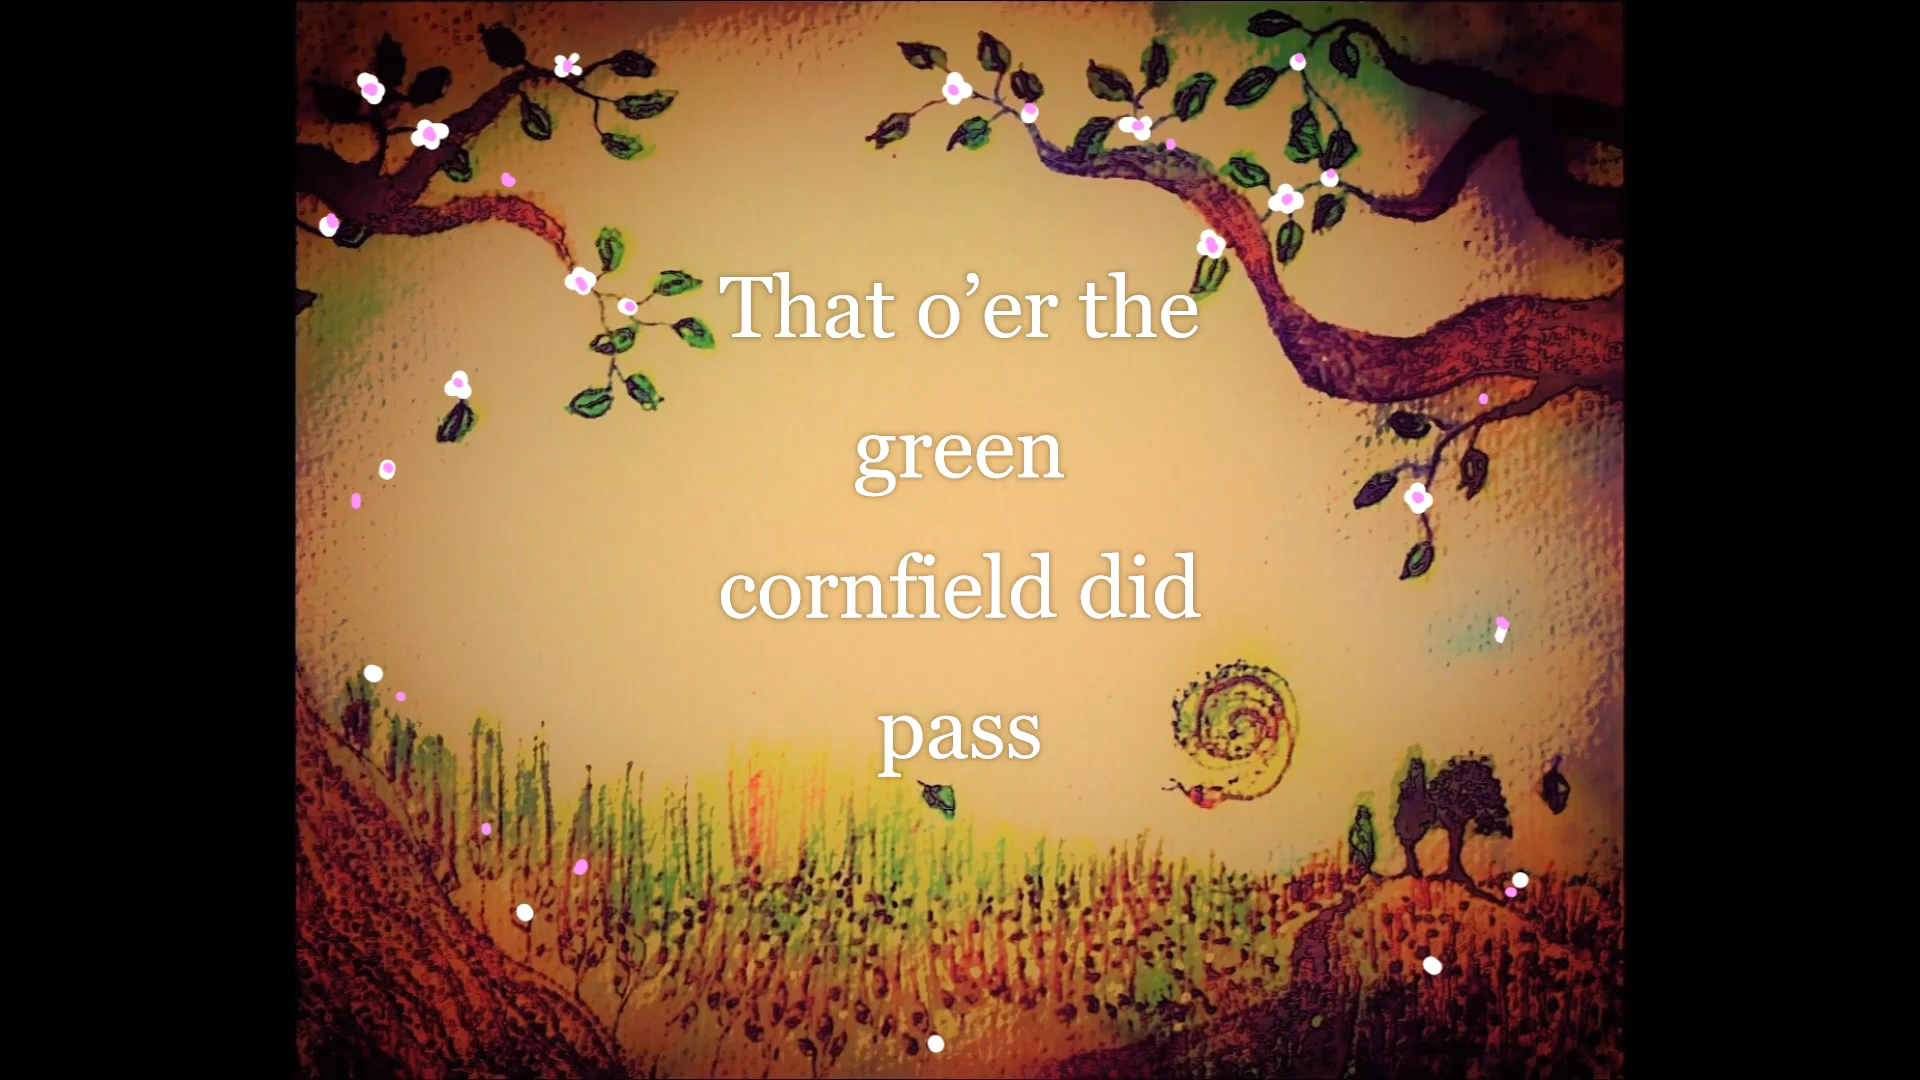 That o’er the
green
cornfield did
pass